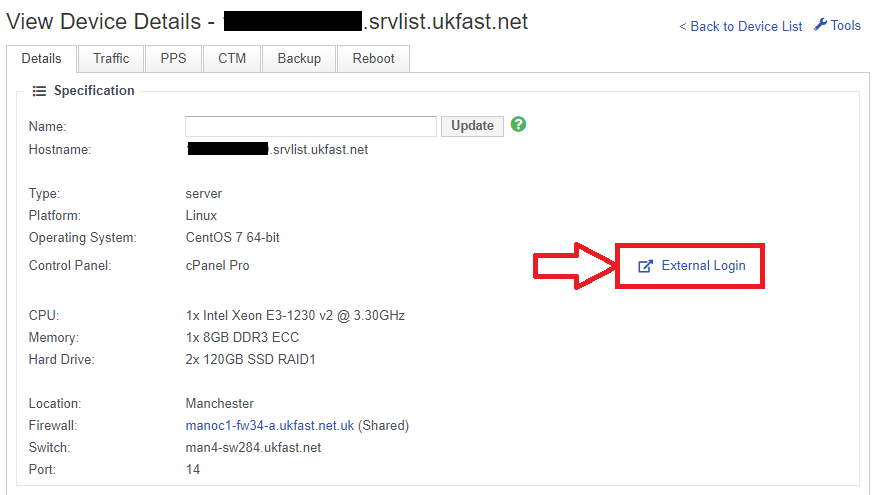 View Device Details - .srvlist.ukfast.net
< Back to Device List Tools
Details Traffic PPS CTM Backup Reboot
Specification
Name: Update ?
Hostname: .srvlist.ukfast.net
Type: server
Platform: Linux
Operating System: CentOS 7 64-bit
Control Panel: cPanel Pro External Login
CPU: 1x Intel Xeon E3-1230 v2 @ 3.30GHz
Memory: 1x 8GB DDR3 ECC
Hard Drive: 2x 120GB SSD RAID1
Location: Manchester
Firewall: manoc1-fw34-a.ukfast.net.uk (Shared)
Switch: man4-sw284.ukfast.net
Port: 14